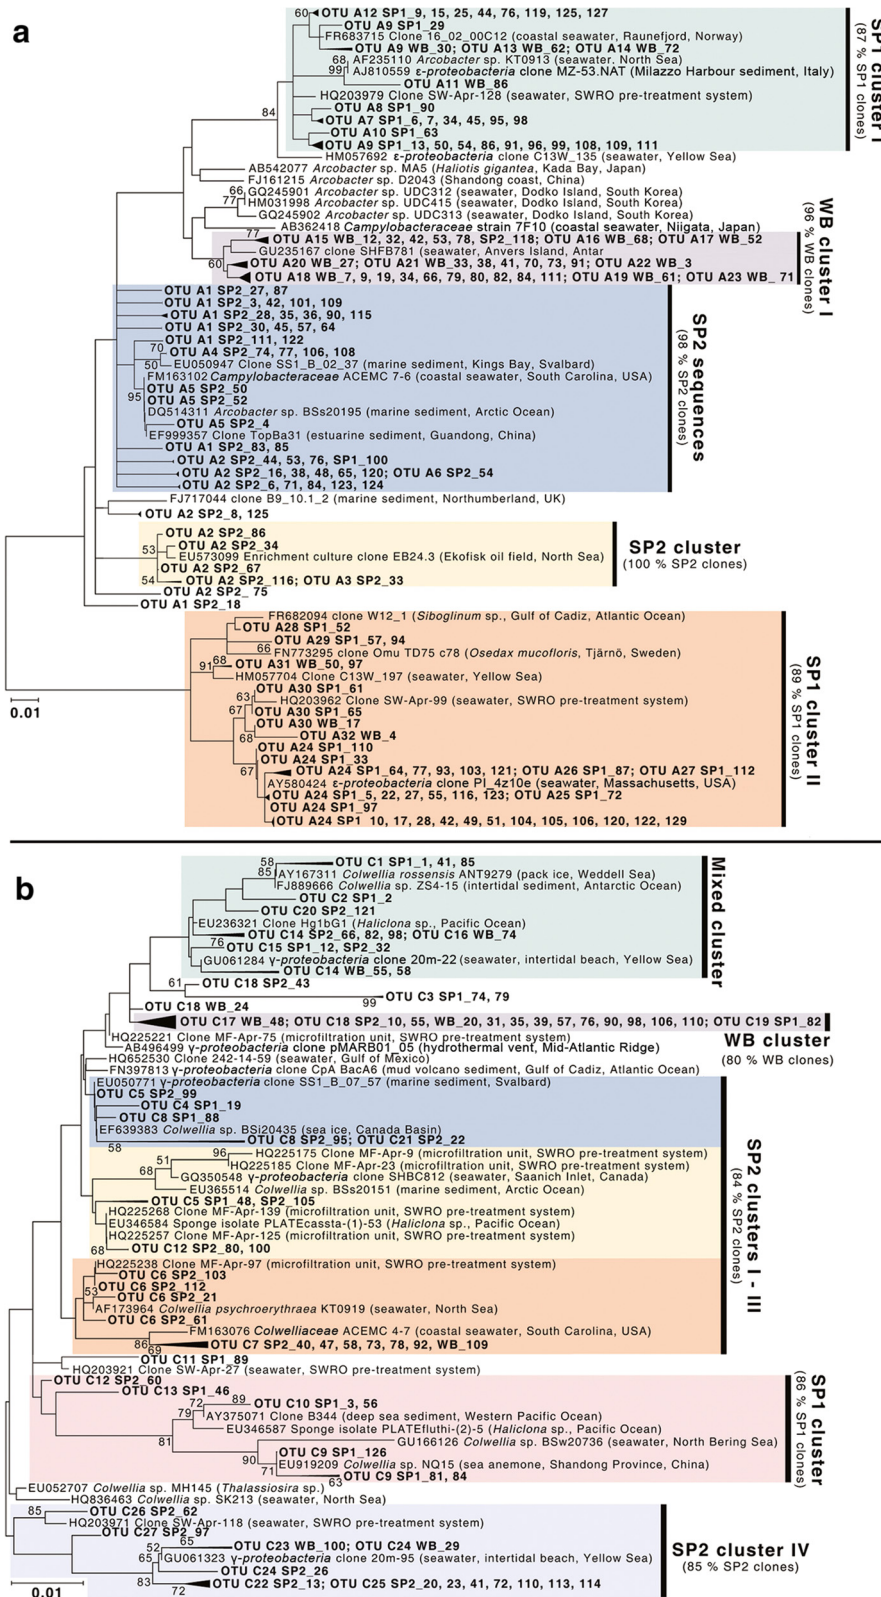 a
60 OTU A12 SP1_9, 15, 25, 44, 76, 119, 125, 127
OTU A9 SP1_29
FR683715 Clone 16_02_00C12 (coastal seawater, Raunefjord, Norway)
OTU A9 WB_30; OTU A13 WB_62; OTU A14 WB_72
68 AF235110 Arcobacter sp. KT0913 (seawater, North Sea)
99 AJ810559 ε-proteobacteria clone MZ-53.NAT (Milazzo Harbour sediment, Italy)
OTU A11 WB_86
HQ203979 Clone SW-Apr-128 (seawater, SWRO pre-treatment system)
84 OTU A8 SP1_90
OTU A7 SP1_6, 7, 34, 45, 95, 98
OTU A10 SP1_63
OTU A9 SP1_13, 50, 54, 86, 91, 96, 99, 108, 109, 111
SP1 cluster I
(87 % SP1 clones)
HM057692 ε-proteobacteria clone C13W_135 (seawater, Yellow Sea)
AB542077 Arcobacter sp. MA5 (Haliotis gigantea, Kada Bay, Japan)
FJ161215 Arcobacter sp. D2043 (Shandong coast, China)
66 GQ245901 Arcobacter sp. UDC312 (seawater, Dodko Island, South Korea)
77 HM031998 Arcobacter sp. UDC415 (seawater, Dodko Island, South Korea)
GQ245902 Arcobacter sp. UDC313 (seawater, Dodko Island, South Korea)
AB362418 Campylobacteraceae strain 7F10 (coastal seawater, Niigata, Japan)
77 OTU A15 WB_12, 32, 42, 53, 78, SP2_118; OTU A16 WB_68; OTU A17 WB_52
GU235167 clone SHFB781 (seawater, Anvers Island, Antar
60 OTU A20 WB_27; OTU A21 WB_33, 38, 41, 70, 73, 91; OTU A22 WB_3
OTU A18 WB_7, 9, 19, 34, 66, 79, 80, 82, 84, 111; OTU A19 WB_61; OTU A23 WB_ 71
WB cluster I
(96 % WB clones)
OTU A1 SP2_27, 87
OTU A1 SP2_3, 42, 101, 109
OTU A1 SP2_28, 35, 36, 90, 115
OTU A1 SP2_30, 45, 57, 64
OTU A1 SP2_111, 122
70 OTU A4 SP2_74, 77, 106, 108
50 EU050947 Clone SS1_B_02_37 (marine sediment, Kings Bay, Svalbard)
FM163102 Campylobacteraceae ACEMC 7-6 (coastal seawater, South Carolina, USA)
OTU A5 SP2_50
95 OTU A5 SP2_52
DQ514311 Arcobacter sp. BSs20195 (marine sediment, Arctic Ocean)
OTU A5 SP2_4
EF999357 Clone TopBa31 (estuarine sediment, Guandong, China)
OTU A1 SP2_83, 85
OTU A2 SP2_44, 53, 76, SP1_100
OTU A2 SP2_16, 38, 48, 65, 120; OTU A6 SP2_54
OTU A2 SP2_6, 71, 84, 123, 124
SP2 sequences
(98 % SP2 clones)
FJ717044 clone B9_10.1_2 (marine sediment, Northumberland, UK)
OTU A2 SP2_8, 125
OTU A2 SP2_86
53 OTU A2 SP2_34
EU573099 Enrichment culture clone EB24.3 (Ekofisk oil field, North Sea)
OTU A2 SP2_67
54 OTU A2 SP2_116; OTU A3 SP2_33
SP2 cluster
(100 % SP2 clones)
OTU A2 SP2_ 75
OTU A1 SP2_18
FR682094 clone W12_1 (Siboglinum sp., Gulf of Cadiz, Atlantic Ocean)
OTU A28 SP1_52
OTU A29 SP1_57, 94
66 FN773295 clone Omu TD75 c78 (Osedax mucofloris, Tjärnö, Sweden)
91 68 OTU A31 WB_50, 97
HM057704 Clone C13W_197 (seawater, Yellow Sea)
OTU A30 SP1_61
63 HQ203962 Clone SW-Apr-99 (seawater, SWRO pre-treatment system)
67 OTU A30 SP1_65
OTU A30 WB_17
68 OTU A32 WB_4
OTU A24 SP1_110
OTU A24 SP1_33
67 OTU A24 SP1_64, 77, 93, 103, 121; OTU A26 SP1_87; OTU A27 SP1_112
AY580424 ε-proteobacteria clone PI_4z10e (seawater, Massachusetts, USA)
OTU A24 SP1_5, 22, 27, 55, 116, 123; OTU A25 SP1_72
OTU A24 SP1_97
OTU A24 SP1 10, 17, 28, 42, 49, 51, 104, 105, 106, 120, 122, 129
SP1 cluster II
(89 % SP1 clones)
0.01
b
58 OTU C1 SP1_1, 41, 85
85 AY167311 Colwellia rossensis ANT9279 (pack ice, Weddell Sea)
FJ889666 Colwellia sp. ZS4-15 (intertidal sediment, Antarctic Ocean)
OTU C2 SP1_2
OTU C20 SP2_121
EU236321 Clone Hg1bG1 (Haliclona sp., Pacific Ocean)
OTU C14 SP2_66, 82, 98; OTU C16 WB_74
76 OTU C15 SP1_12, SP2_32
GU061284 γ-proteobacteria clone 20m-22 (seawater, intertidal beach, Yellow Sea)
OTU C14 WB_55, 58
Mixed cluster
61 OTU C18 SP2_43
99 OTU C3 SP1_74, 79
OTU C18 WB_24
OTU C17 WB_48; OTU C18 SP2_10, 55, WB_20, 31, 35, 39, 57, 76, 90, 98, 106, 110; OTU C19 SP1_82
WB cluster
(80 % WB clones)
HQ225221 Clone MF-Apr-75 (microfiltration unit, SWRO pre-treatment system)
AB496499 γ-proteobacteria clone pMARB01_05 (hydrothermal vent, Mid-Atlantic Ridge)
HQ652530 Clone 242-14-59 (seawater, Gulf of Mexico)
FN397813 γ-proteobacteria clone CpA BacA6 (mud volcano sediment, Gulf of Cadiz, Atlantic Ocean)
EU050771 γ-proteobacteria clone SS1_B_07_57 (marine sediment, Svalbard)
OTU C5 SP2_99
OTU C4 SP1_19
OTU C8 SP1_88
EF639383 Colwellia sp. BSi20435 (sea ice, Canada Basin)
58 OTU C8 SP2_95; OTU C21 SP2_22
96 HQ225175 Clone MF-Apr-9 (microfiltration unit, SWRO pre-treatment system)
51 HQ225185 Clone MF-Apr-23 (microfiltration unit, SWRO pre-treatment system)
68 GQ350548 γ-proteobacteria clone SHBC812 (seawater, Saanich Inlet, Canada)
EU365514 Colwellia sp. BSs20151 (marine sediment, Arctic Ocean)
OTU C5 SP1_48, SP2_105
HQ225268 Clone MF-Apr-139 (microfiltration unit, SWRO pre-treatment system)
EU346584 Sponge isolate PLATEcassta-(1)-53 (Haliclona sp., Pacific Ocean)
HQ225257 Clone MF-Apr-125 (microfiltration unit, SWRO pre-treatment system)
68 OTU C12 SP2_80, 100
HQ225238 Clone MF-Apr-97 (microfiltration unit, SWRO pre-treatment system)
OTU C6 SP2_103
53 OTU C6 SP2_112
OTU C6 SP2_21
AF173964 Colwellia psychroerythraea KT0919 (seawater, North Sea)
OTU C6 SP2_61
FM163076 Colwelliaceae ACEMC 4-7 (coastal seawater, South Carolina, USA)
86 69 OTU C7 SP2_40, 47, 58, 73, 78, 92, WB_109
SP2 clusters I - III
(84 % SP2 clones)
OTU C11 SP1_89
HQ203921 Clone SW-Apr-27 (seawater, SWRO pre-treatment system)
OTU C12 SP2_60
OTU C13 SP1_46
72 89 OTU C10 SP1_3, 56
79 AY375071 Clone B344 (deep sea sediment, Western Pacific Ocean)
EU346587 Sponge isolate PLATEfluthi-(2)-5 (Haliclona sp., Pacific Ocean)
81 GU166126 Colwellia sp. BSw20736 (seawater, North Bering Sea)
OTU C9 SP1_126
90 EU919209 Colwellia sp. NQ15 (sea anemone, Shandong Province, China)
71 63 OTU C9 SP1_81, 84
SP1 cluster
(86 % SP1 clones)
EU052707 Colwellia sp. MH145 (Thalassiosira sp.)
HQ836463 Colwellia sp. SK213 (seawater, North Sea)
85 OTU C26 SP2_62
HQ203971 Clone SW-Apr-118 (seawater, SWRO pre-treatment system)
OTU C27 SP2_97
52 65 OTU C23 WB_100; OTU C24 WB_29
65 GU061323 γ-proteobacteria clone 20m-95 (seawater, intertidal beach, Yellow Sea)
OTU C24 SP2_26
83 72 OTU C22 SP2_13; OTU C25 SP2_20, 23, 41, 72, 110, 113, 114
SP2 cluster IV
(85 % SP2 clones)
0.01